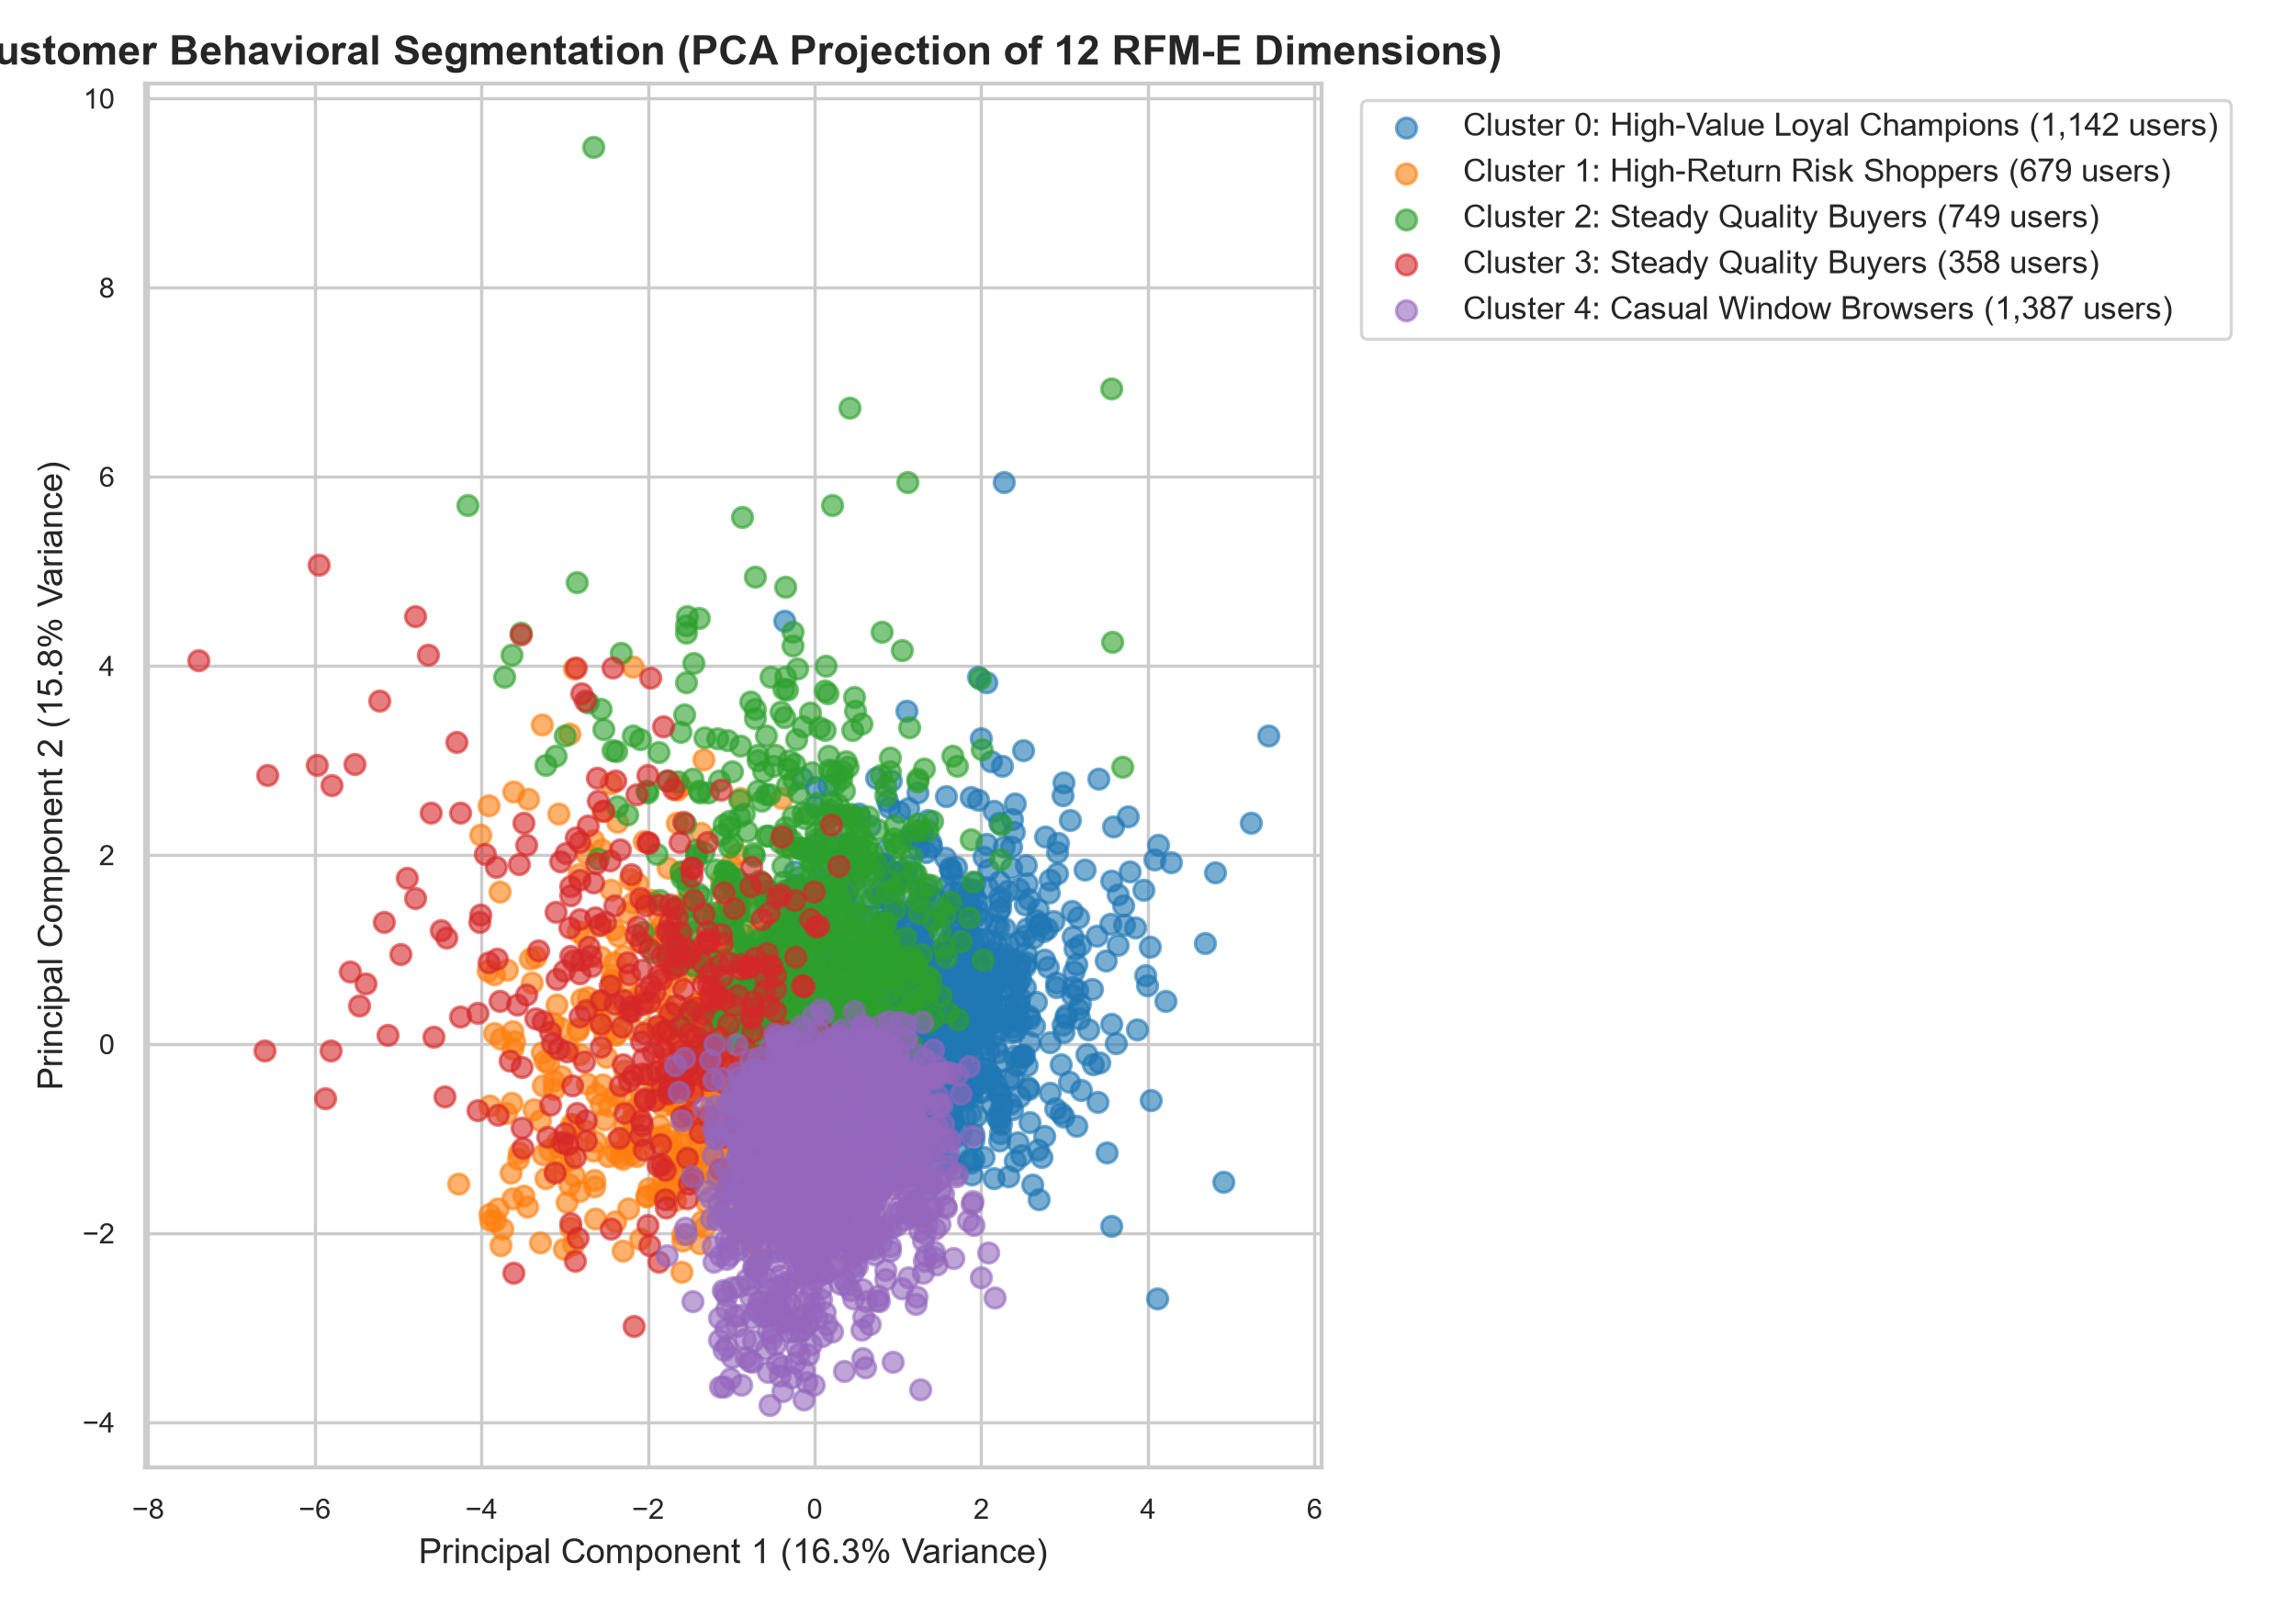 ustomer Behavioral Segmentation (PCA Projection of 12 RFM-E Dimensions)
Cluster 0: High-Value Loyal Champions (1,142 users)
Cluster 1: High-Return Risk Shoppers (679 users)
Cluster 2: Steady Quality Buyers (749 users)
Cluster 3: Steady Quality Buyers (358 users)
Cluster 4: Casual Window Browsers (1,387 users)
Principal Component 2 (15.8% Variance)
10
8
6
4
2
0
−2
−4
−8 −6 −4 −2 0 2 4 6
Principal Component 1 (16.3% Variance)